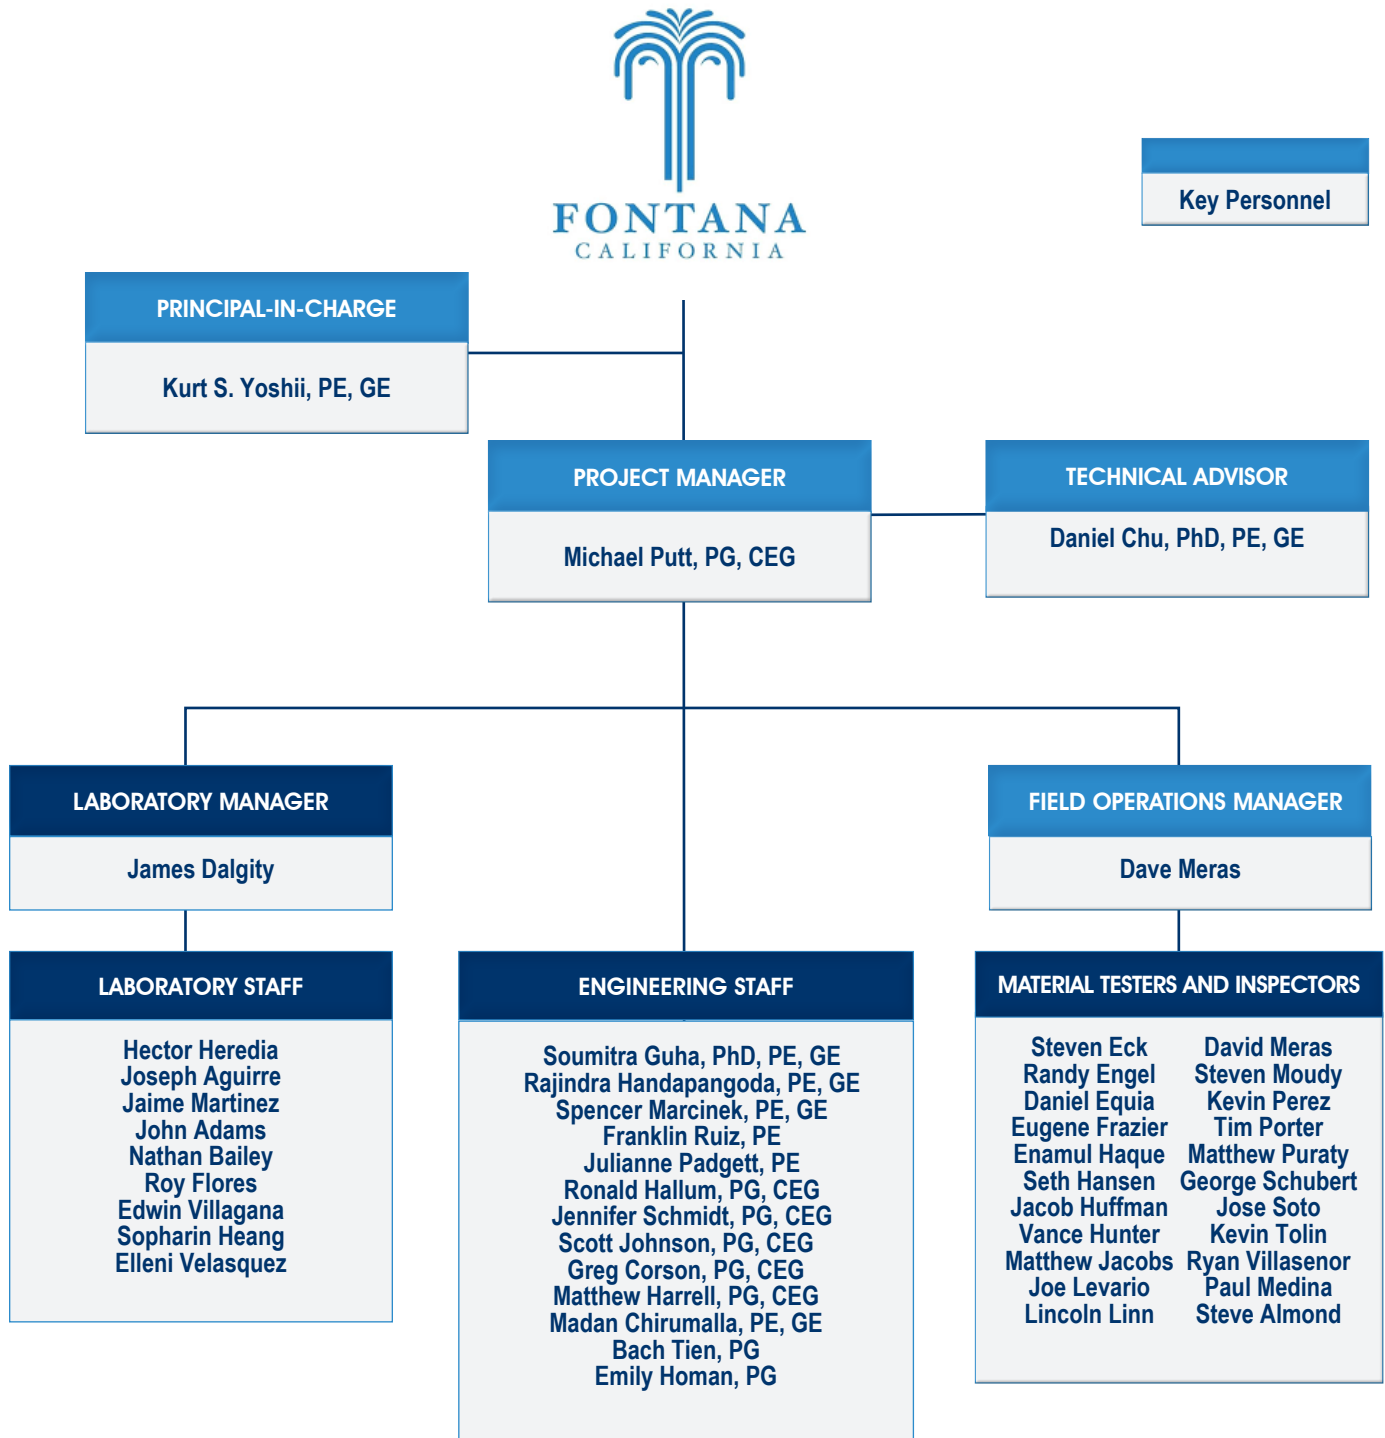 FONTANA
CALIFORNIA
Key Personnel
PRINCIPAL-IN-CHARGE
Kurt S. Yoshii, PE, GE
PROJECT MANAGER
Michael Putt, PG, CEG
TECHNICAL ADVISOR
Daniel Chu, PhD, PE, GE
LABORATORY MANAGER
James Dalgity
FIELD OPERATIONS MANAGER
Dave Meras
LABORATORY STAFF
Hector Heredia
Joseph Aguirre
Jaime Martinez
John Adams
Nathan Bailey
Roy Flores
Edwin Villagana
Sopharin Heang
Elleni Velasquez
ENGINEERING STAFF
Soumitra Guha, PhD, PE, GE
Rajindra Handapangoda, PE, GE
Spencer Marcinek, PE, GE
Franklin Ruiz, PE
Julianne Padgett, PE
Ronald Hallum, PG, CEG
Jennifer Schmidt, PG, CEG
Scott Johnson, PG, CEG
Greg Corson, PG, CEG
Matthew Harrell, PG, CEG
Madan Chirumalla, PE, GE
Bach Tien, PG
Emily Homan, PG
MATERIAL TESTERS AND INSPECTORS
Steven Eck
Randy Engel
Daniel Equia
Eugene Frazier
Enamul Haque
Seth Hansen
Jacob Huffman
Vance Hunter
Matthew Jacobs
Joe Levario
Lincoln Linn
David Meras
Steven Moudy
Kevin Perez
Tim Porter
Matthew Puraty
George Schubert
Jose Soto
Kevin Tolin
Ryan Villasenor
Paul Medina
Steve Almond